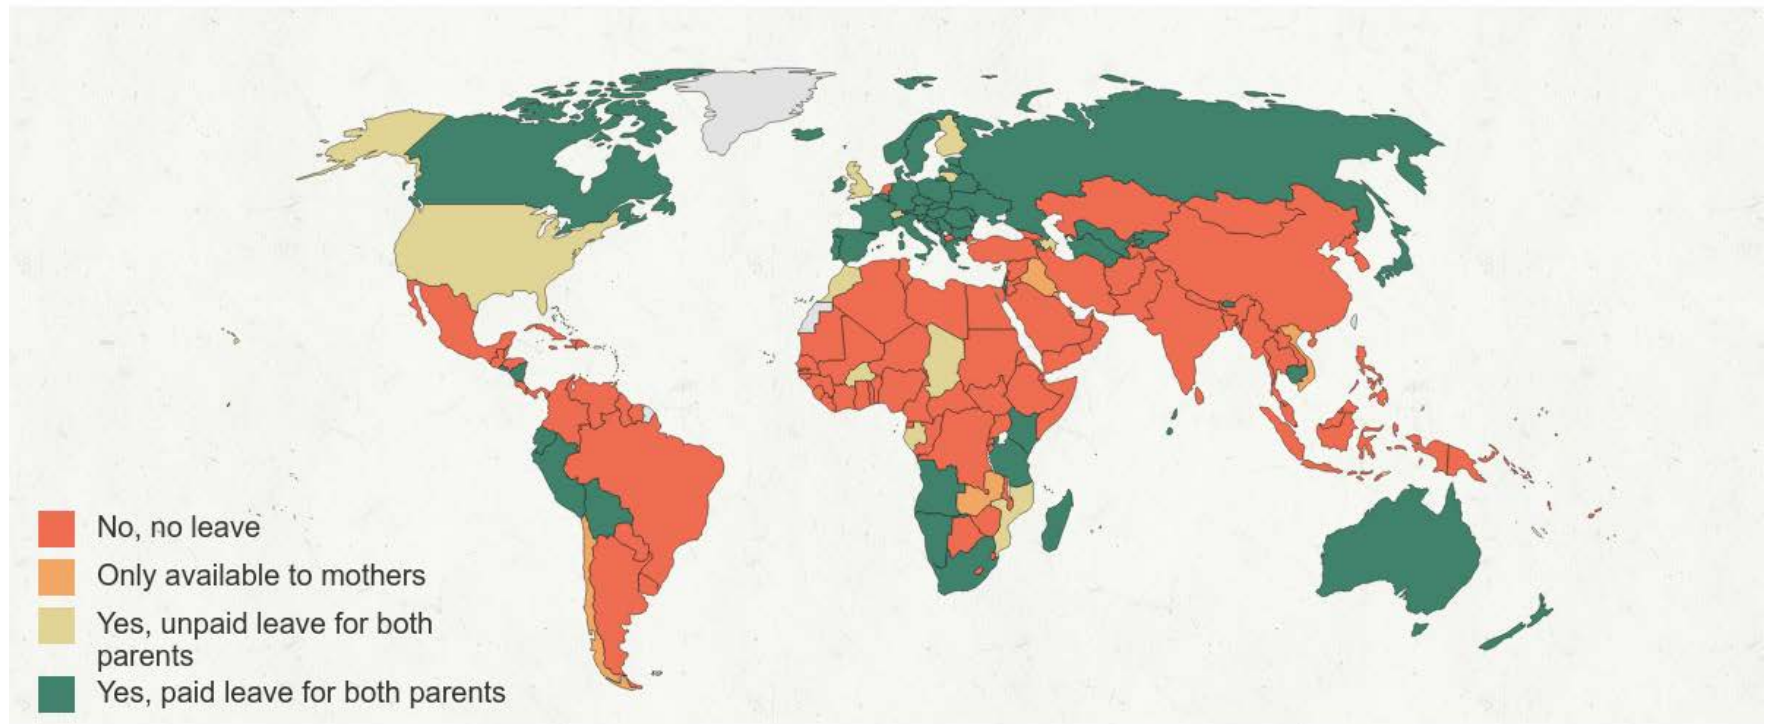 No, no leave
Only available to mothers
Yes, unpaid leave for both
parents
Yes, paid leave for both parents